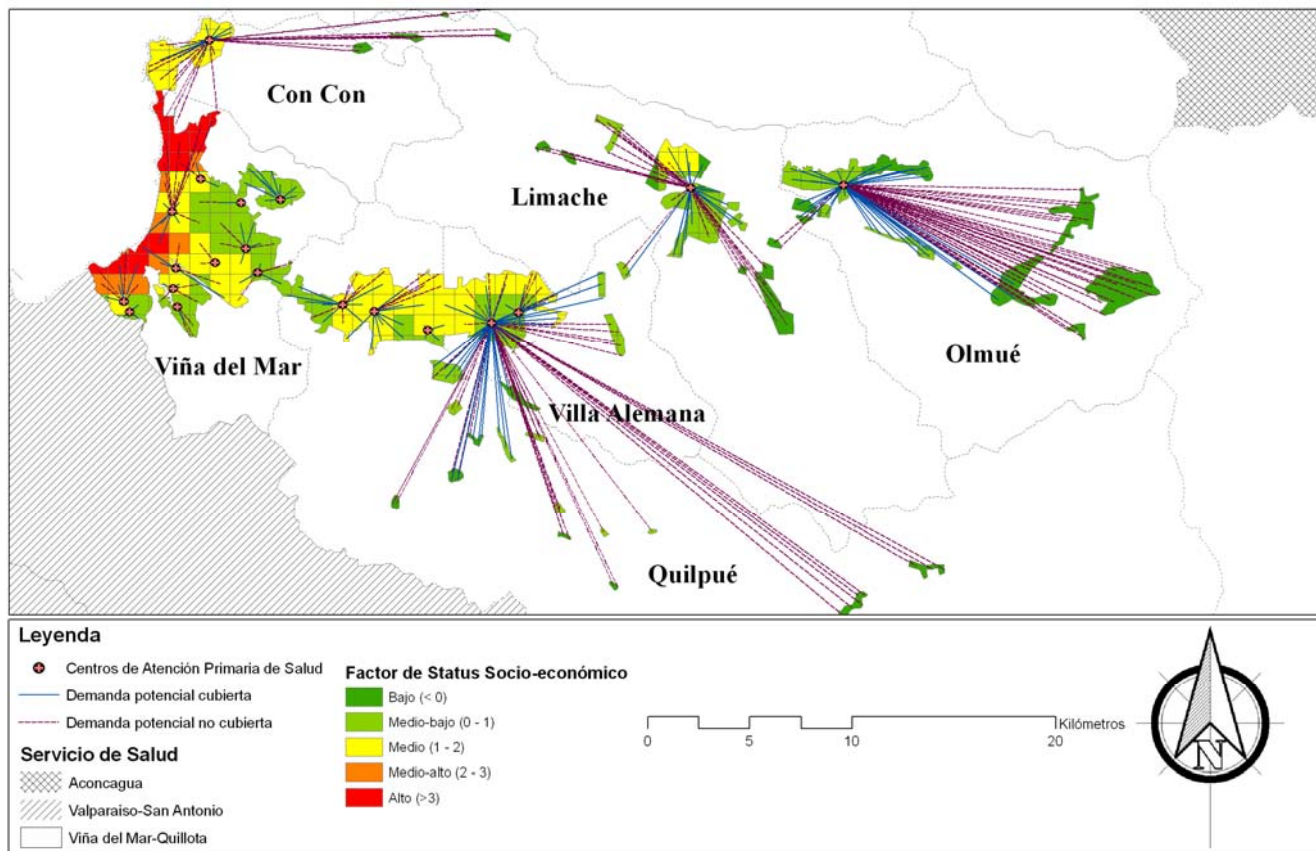 Con Con
Limache
Olmué
Viña del Mar
Villa Alemana
Quilpué
Leyenda
Centros de Atención Primaria de Salud
Demanda potencial cubierta
Demanda potencial no cubierta
Servicio de Salud
Aconcagua
Valparaiso-San Antonio
Viña del Mar-Quillota
Factor de Status Socio-económico
Bajo (< 0)
Medio-bajo (0 - 1)
Medio (1 - 2)
Medio-alto (2 - 3)
Alto (>3)
Kilómetros
0 5 10 20
N